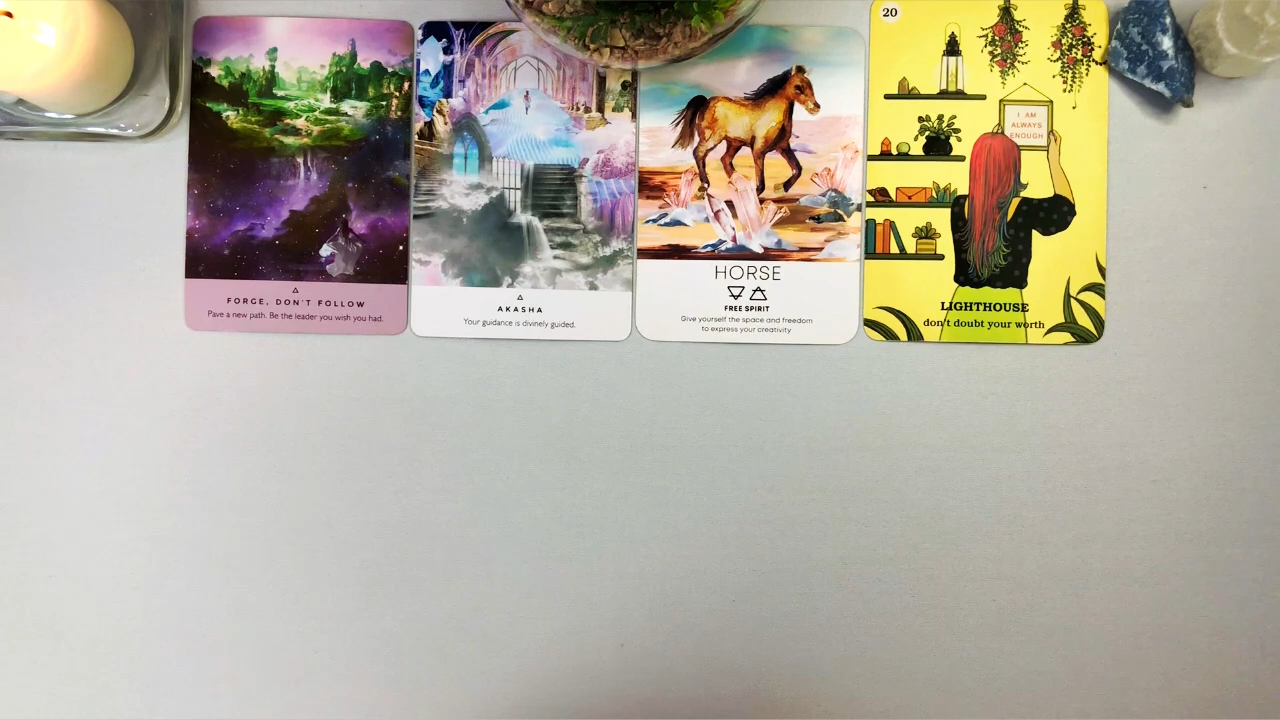 FORGE, DON'T FOLLOW
Pave a new path. Be the leader you wish you had.
AKASHA
Your guidance is divinely guided.
HORSE
FREE SPIRIT
Give yourself the space and freedom
to express your creativity
20
I AM
ALWAYS
ENOUGH
LIGHTHOUSE
don't doubt your worth